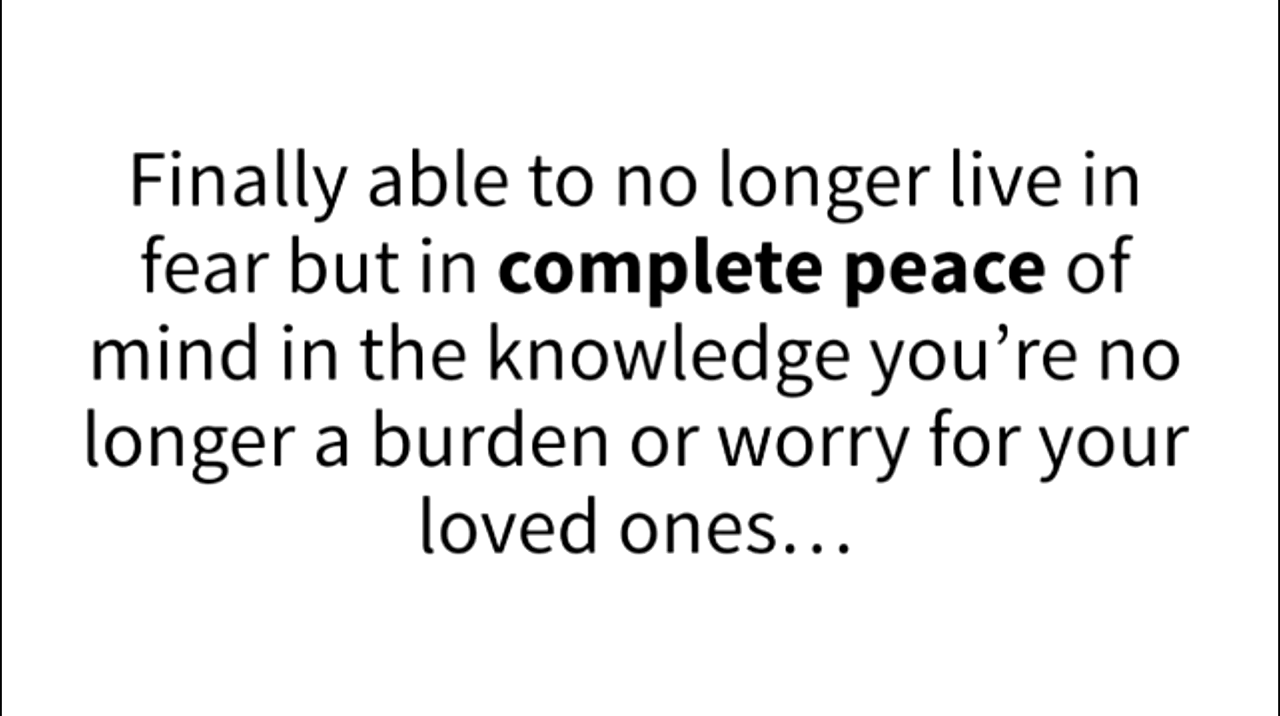 Finally able to no longer live in
fear but in complete peace of
mind in the knowledge you’re no
longer a burden or worry for your
loved ones…